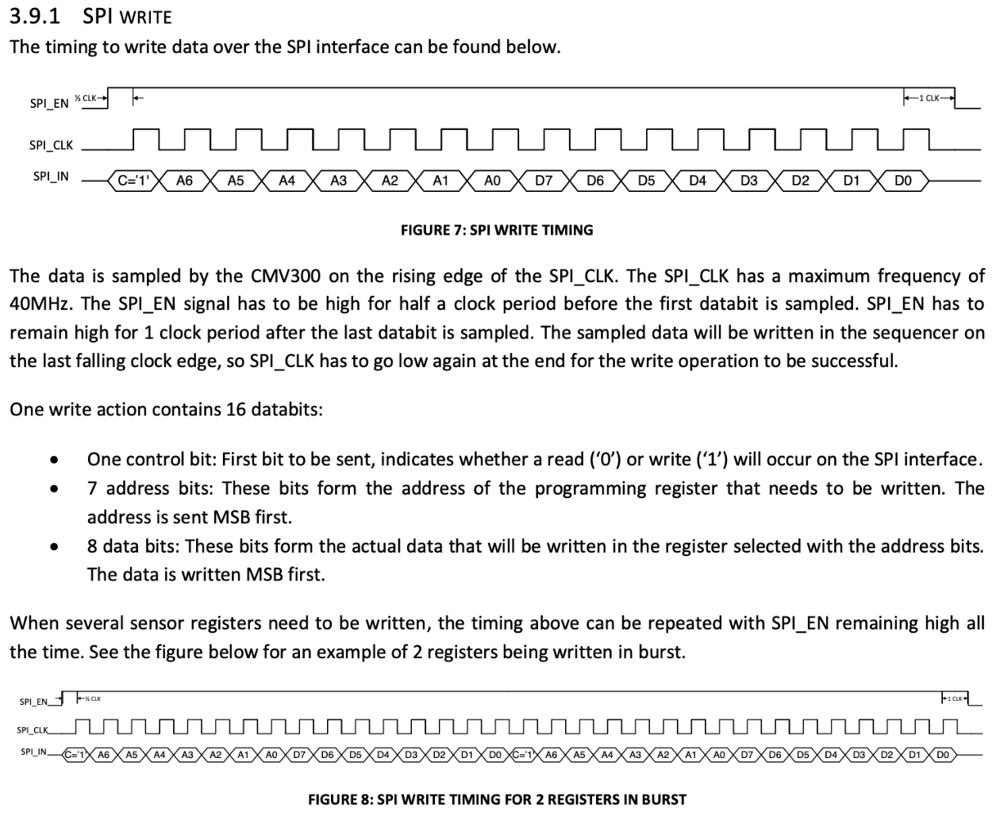 3.9.1 SPI WRITE
The timing to write data over the SPI interface can be found below.
SPI_EN ½ CLK 1 CLK
SPI_CLK
SPI_IN C='1' A6 A5 A4 A3 A2 A1 A0 D7 D6 D5 D4 D3 D2 D1 D0
FIGURE 7: SPI WRITE TIMING
The data is sampled by the CMV300 on the rising edge of the SPI_CLK. The SPI_CLK has a maximum frequency of
40MHz. The SPI_EN signal has to be high for half a clock period before the first databit is sampled. SPI_EN has to
remain high for 1 clock period after the last databit is sampled. The sampled data will be written in the sequencer on
the last falling clock edge, so SPI_CLK has to go low again at the end for the write operation to be successful.
One write action contains 16 databits:
• One control bit: First bit to be sent, indicates whether a read ('0') or write ('1') will occur on the SPI interface.
• 7 address bits: These bits form the address of the programming register that needs to be written. The
address is sent MSB first.
• 8 data bits: These bits form the actual data that will be written in the register selected with the address bits.
The data is written MSB first.
When several sensor registers need to be written, the timing above can be repeated with SPI_EN remaining high all
the time. See the figure below for an example of 2 registers being written in burst.
SPI_EN ½ CLK 1 CLK
SPI_CLK
SPI_IN C='1' A6 A5 A4 A3 A2 A1 A0 D7 D6 D5 D4 D3 D2 D1 D0 C='1' A6 A5 A4 A3 A2 A1 A0 D7 D6 D5 D4 D3 D2 D1 D0
FIGURE 8: SPI WRITE TIMING FOR 2 REGISTERS IN BURST